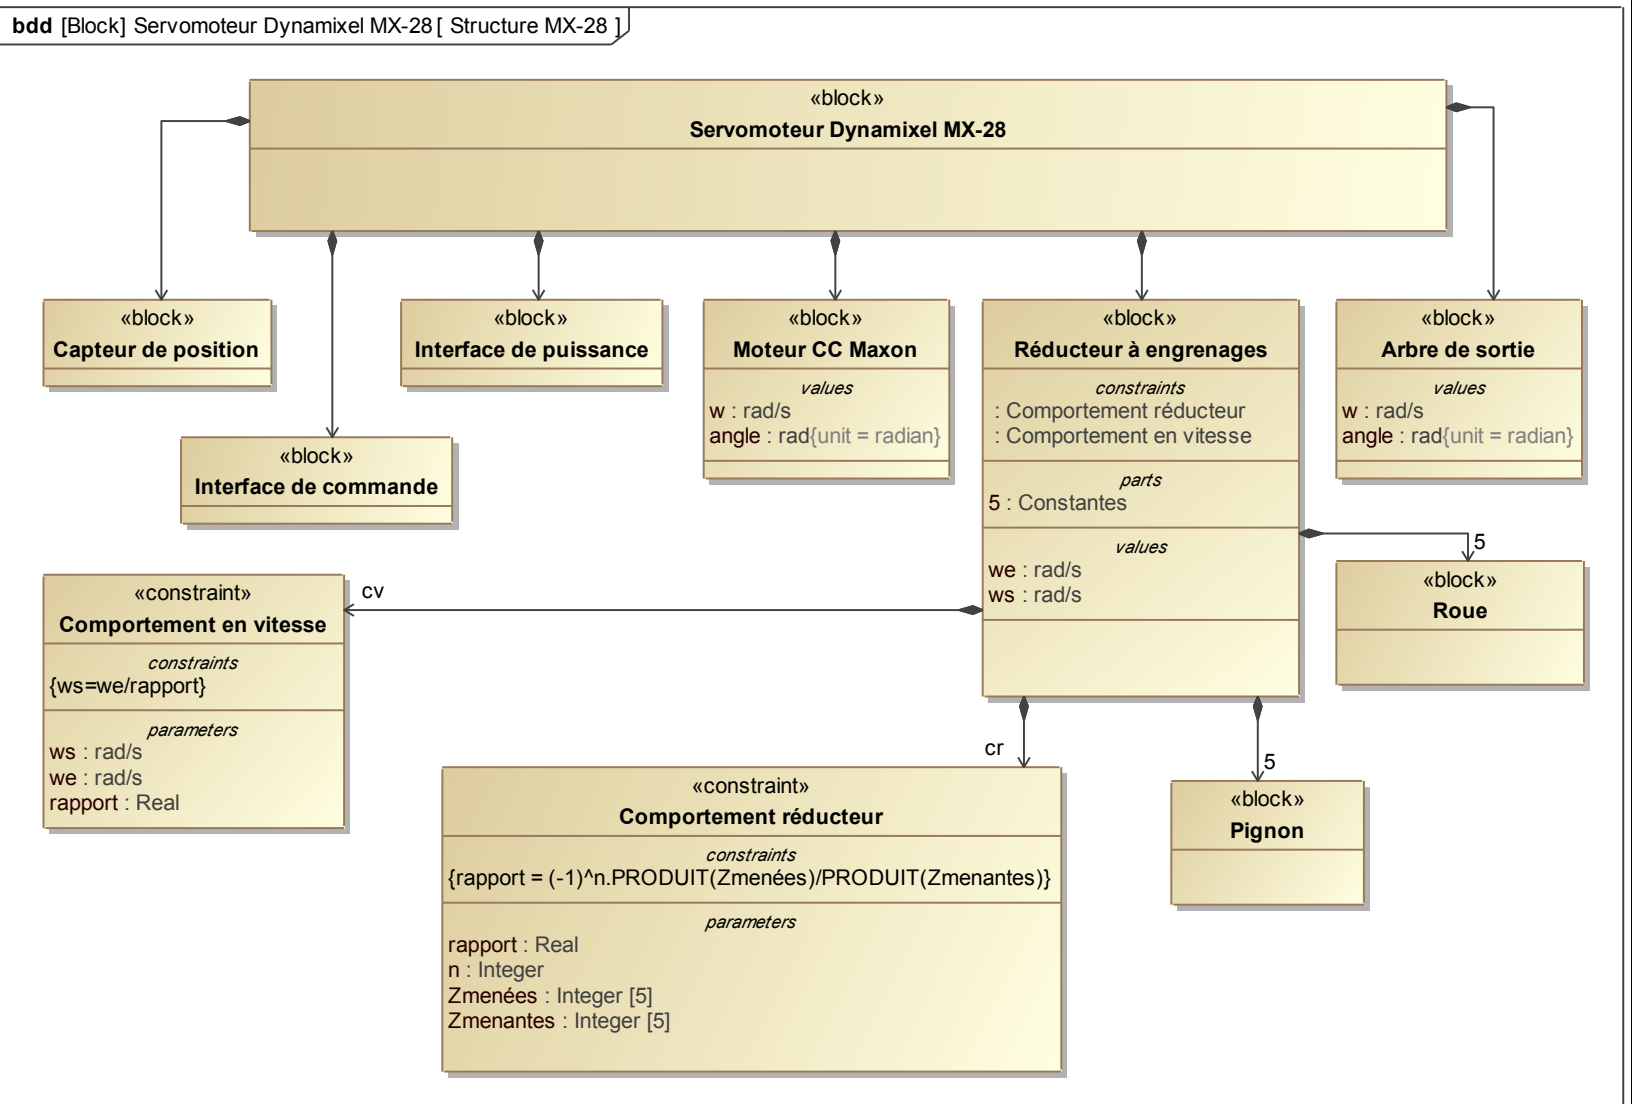 bdd [Block] Servomoteur Dynamixel MX-28 [ Structure MX-28 ]
«block»
Servomoteur Dynamixel MX-28
«block»
Capteur de position
«block»
Interface de commande
«block»
Interface de puissance
«block»
Moteur CC Maxon
values
w : rad/s
angle : rad{unit = radian}
«block»
Réducteur à engrenages
constraints
: Comportement réducteur
: Comportement en vitesse
parts
5 : Constantes
values
we : rad/s
ws : rad/s
«block»
Arbre de sortie
values
w : rad/s
angle : rad{unit = radian}
5
«block»
Roue
cv
«constraint»
Comportement en vitesse
constraints
{ws=we/rapport}
parameters
ws : rad/s
we : rad/s
rapport : Real
cr
«constraint»
Comportement réducteur
constraints
{rapport = (-1)^n.PRODUIT(Zmenées)/PRODUIT(Zmenantes)}
parameters
rapport : Real
n : Integer
Zmenées : Integer [5]
Zmenantes : Integer [5]
5
«block»
Pignon